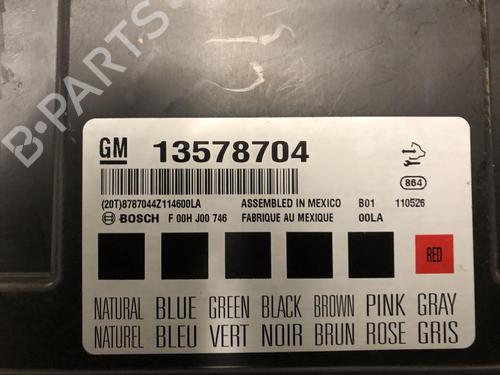 B-PARTS
GM 13578704
864
(20T)8787044Z114600LA ASSEMBLED IN MEXICO B01 110526
BOSCH F 00H J00 746 FABRIQUE AU MEXIQUE 00LA
RED
NATURAL BLUE GREEN BLACK BROWN PINK GRAY
NATUREL BLEU VERT NOIR BRUN ROSE GRIS